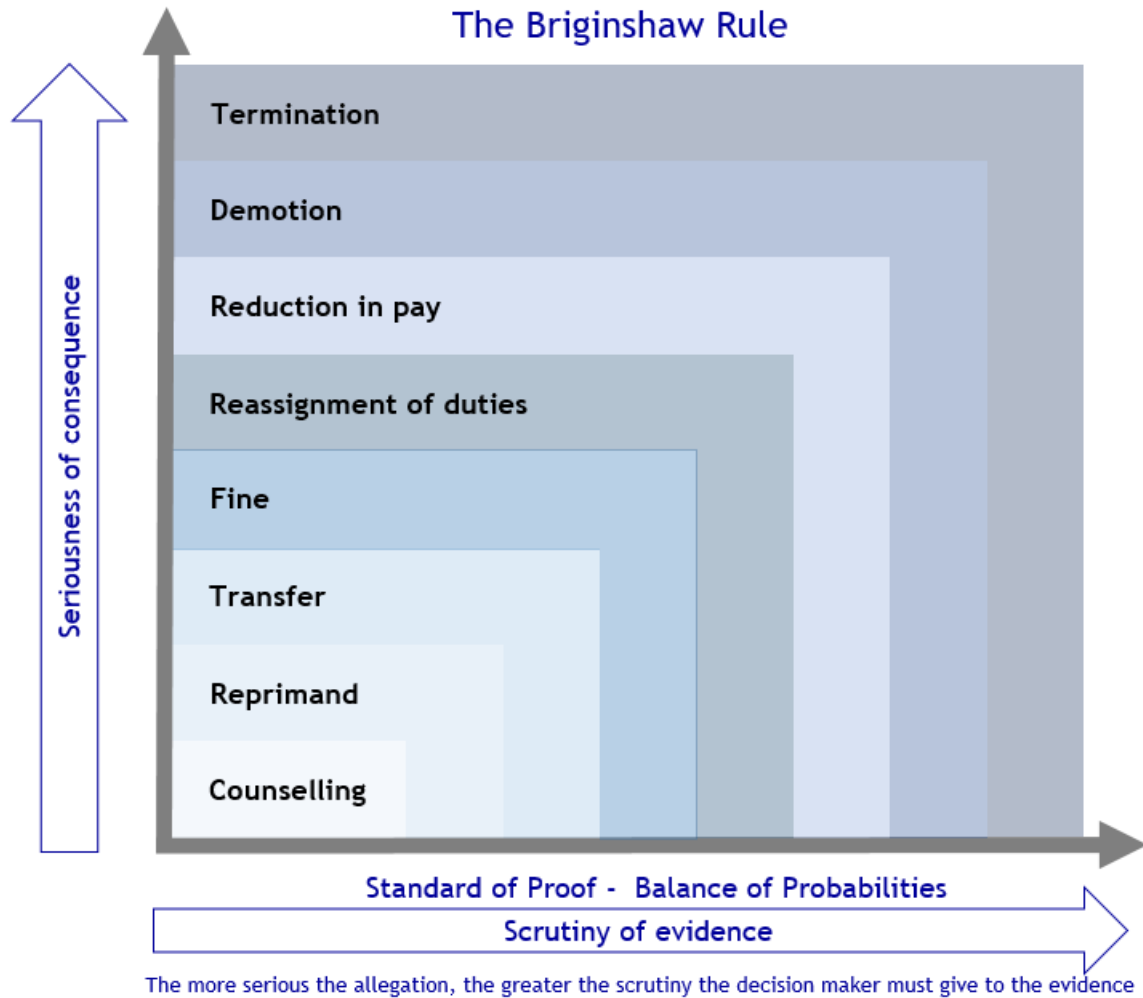 The Briginshaw Rule
Seriousness of consequence
Termination
Demotion
Reduction in pay
Reassignment of duties
Fine
Transfer
Reprimand
Counselling
Standard of Proof - Balance of Probabilities
Scrutiny of evidence
The more serious the allegation, the greater the scrutiny the decision maker must give to the evidence